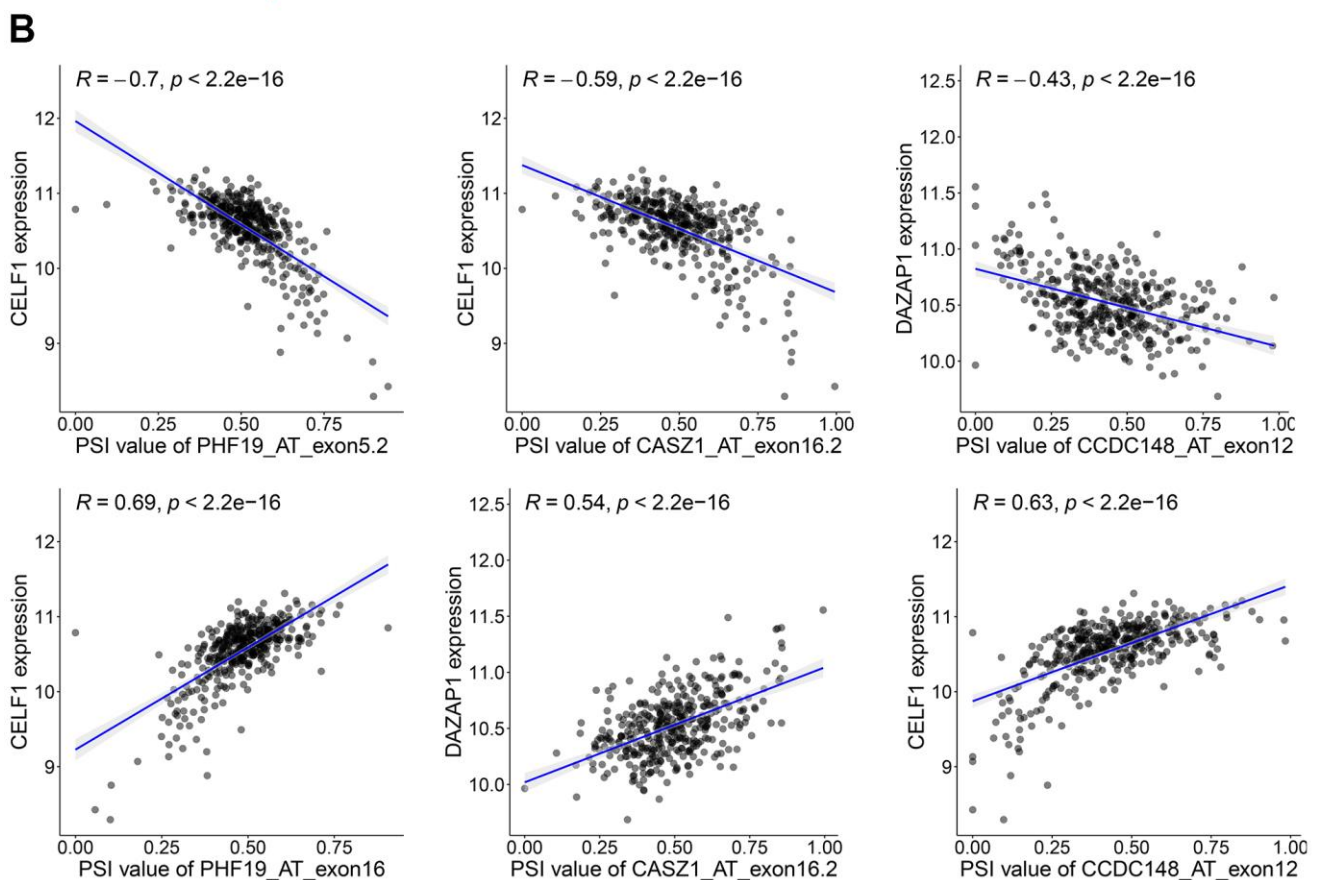 B
R = −0.7, p < 2.2e−16
12
11
10
9
CELF1 expression
0.00 0.25 0.50 0.75
PSI value of PHF19_AT_exon5.2
R = −0.59, p < 2.2e−16
12
11
10
9
CELF1 expression
0.00 0.25 0.50 0.75 1.00
PSI value of CASZ1_AT_exon16.2
R = −0.43, p < 2.2e−16
12.5
12.0
11.5
11.0
10.5
10.0
DAZAP1 expression
0.00 0.25 0.50 0.75 1.00
PSI value of CCDC148_AT_exon12
R = 0.69, p < 2.2e−16
12
11
10
9
CELF1 expression
0.00 0.25 0.50 0.75
PSI value of PHF19_AT_exon16
R = 0.54, p < 2.2e−16
12.5
12.0
11.5
11.0
10.5
10.0
DAZAP1 expression
0.00 0.25 0.50 0.75 1.00
PSI value of CASZ1_AT_exon16.2
R = 0.63, p < 2.2e−16
12
11
10
9
CELF1 expression
0.00 0.25 0.50 0.75 1.00
PSI value of CCDC148_AT_exon12